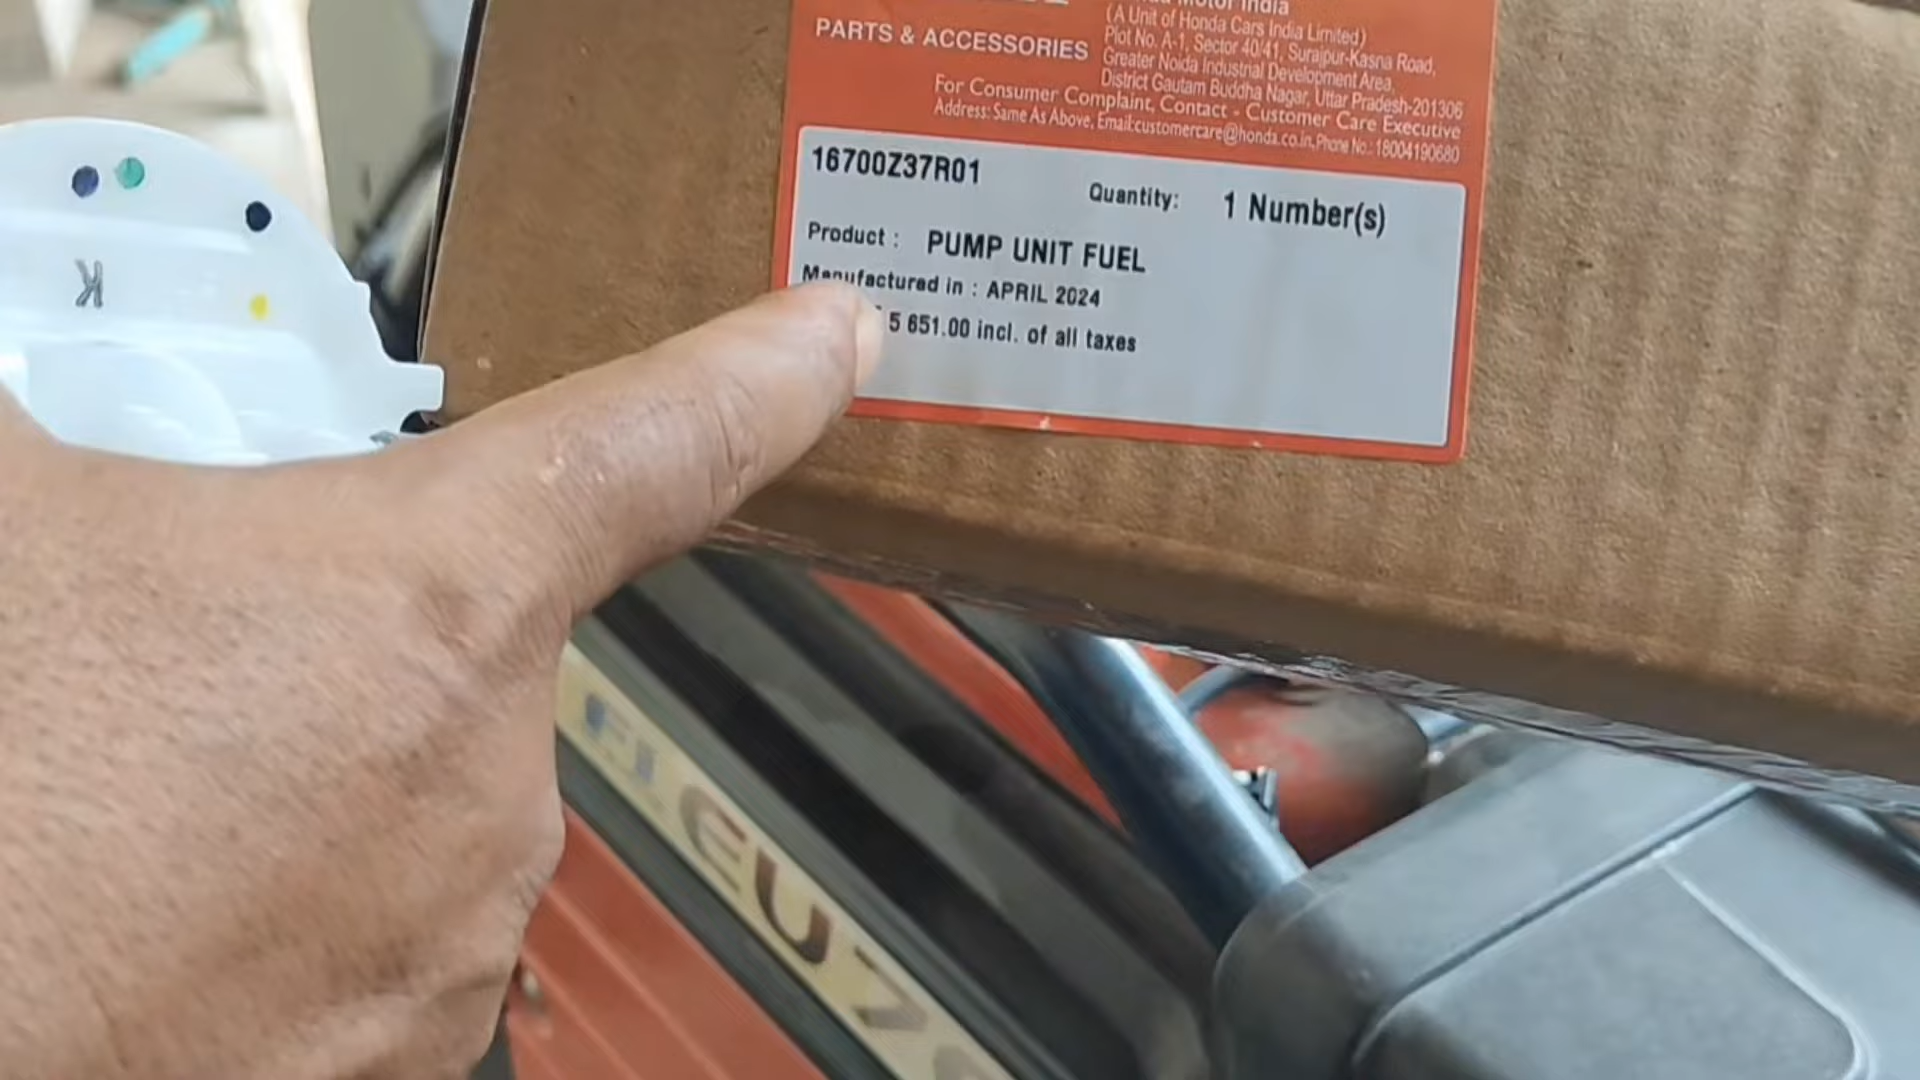 Motor India
(A Unit of Honda Cars India Limited)
PARTS & ACCESSORIES
Plot No. A-1, Sector 40/41, Surajpur-Kasna Road,
Greater Noida Industrial Development Area,
District Gautam Buddha Nagar, Uttar Pradesh-201306
For Consumer Complaint, Contact - Customer Care Executive
Address: Same As Above, Email:customercare@honda.co.in, Phone No.: 18004190680
16700Z37R01
Quantity: 1 Number(s)
Product : PUMP UNIT FUEL
Manufactured in : APRIL 2024
5 651.00 incl. of all taxes
K